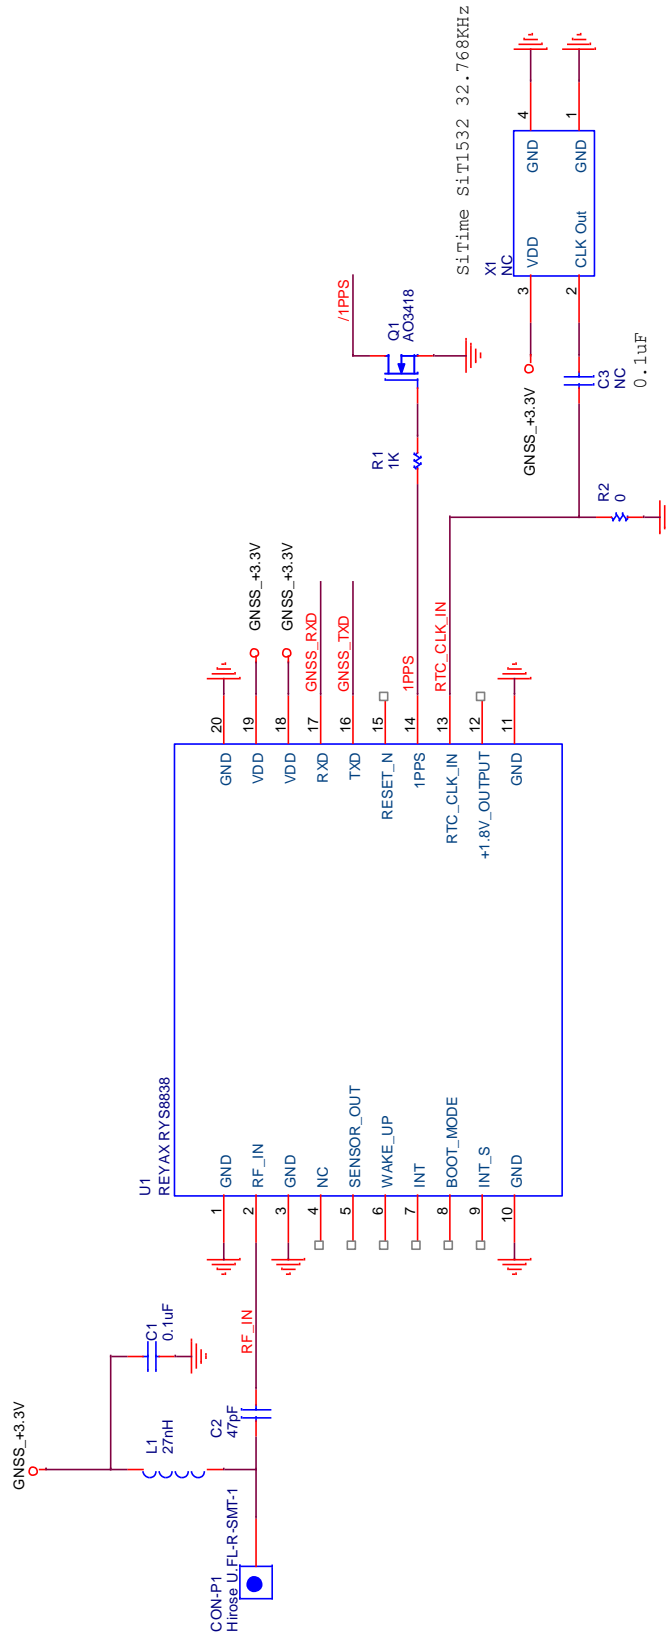 SiTime SiT1532 32.768KHz
4
1
GND
GND
X1
NC
VDD
CLK Out
3
2
/1PPS
Q1
AO3418
GNSS_+3.3V
C3
NC
0.1uF
R1
1K
R2
0
GNSS_+3.3V
GNSS_+3.3V
GNSS_RXD
GNSS_TXD
1PPS
RTC_CLK_IN
20
19
18
17
16
15
14
13
12
11
GND
VDD
VDD
RXD
TXD
RESET_N
1PPS
RTC_CLK_IN
+1.8V_OUTPUT
GND
U1
REYAX RYS8838
GND
RF_IN
GND
NC
SENSOR_OUT
WAKE_UP
INT
BOOT_MODE
INT_S
GND
1
2
3
4
5
6
7
8
9
10
RF_IN
C1
0.1uF
GNSS_+3.3V
L1
27nH
C2
47pF
CON-P1
Hirose U.FL-R-SMT-1